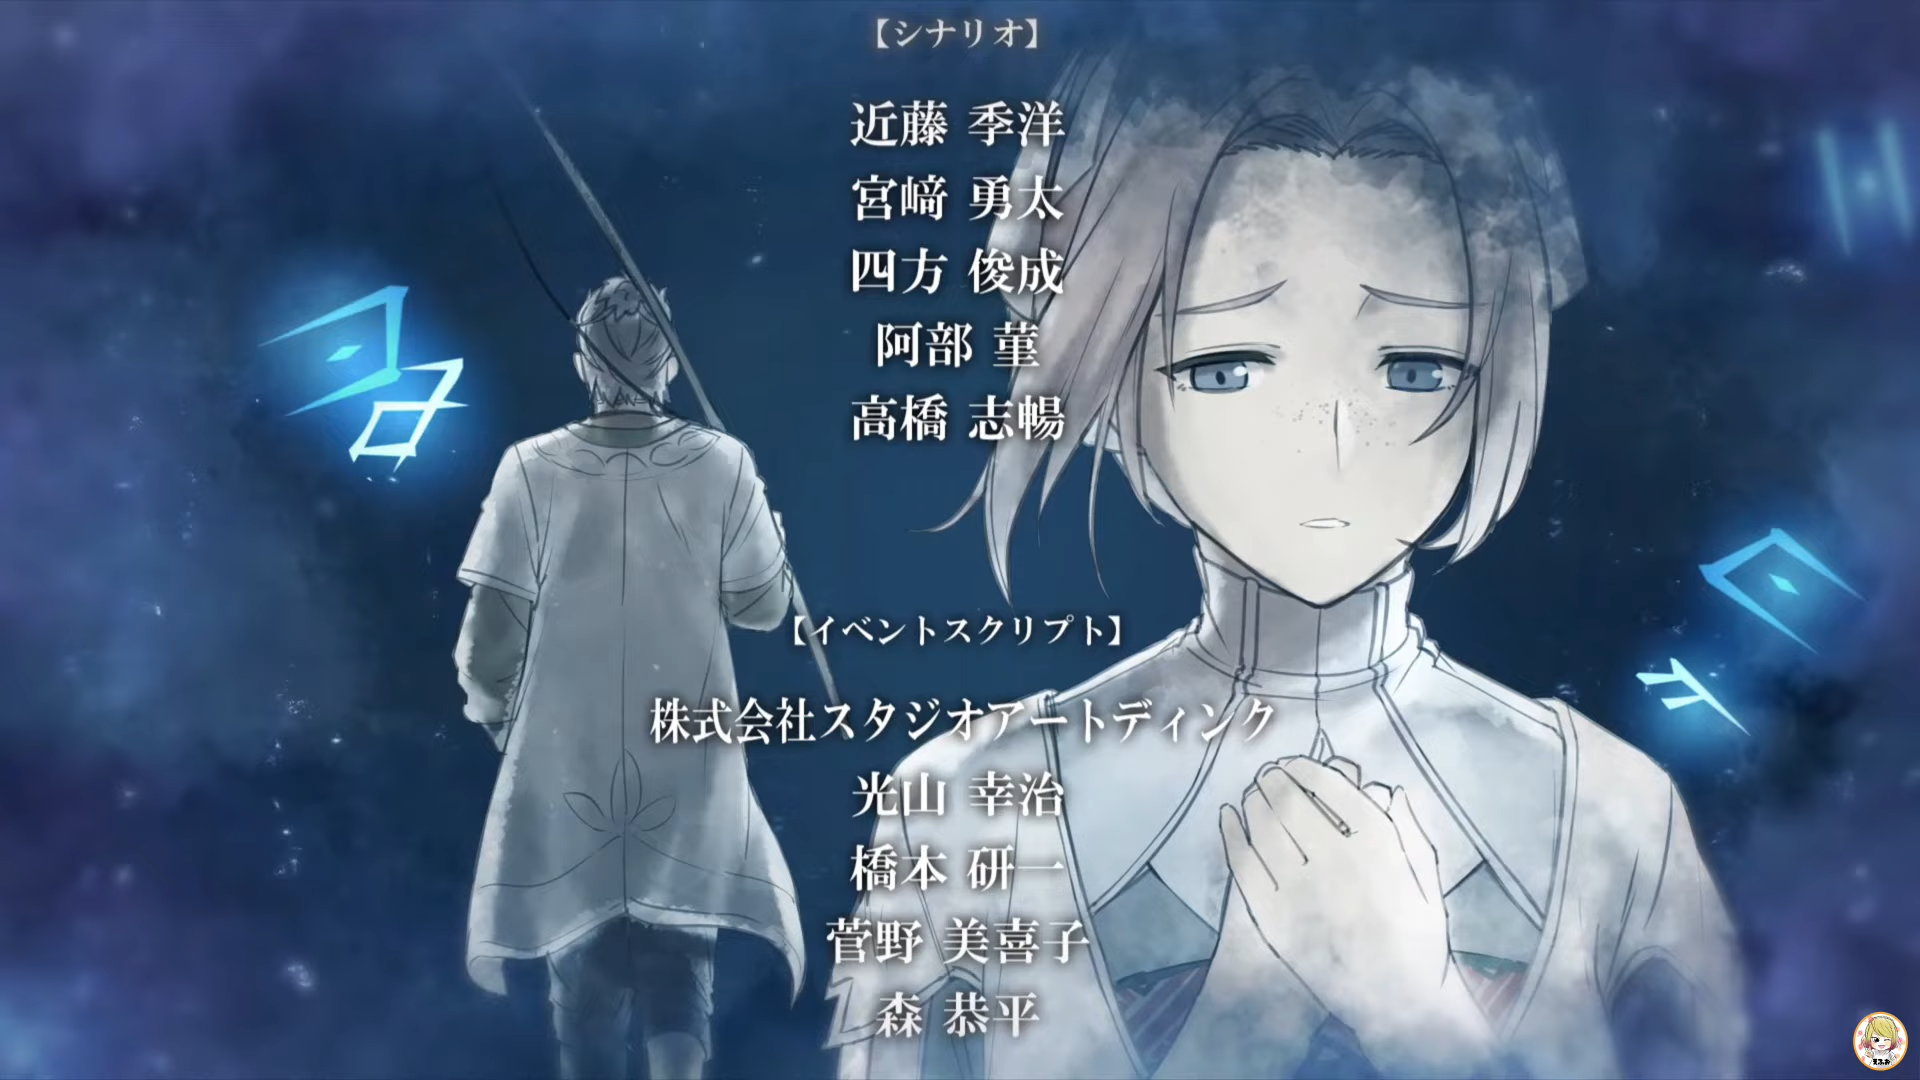 【シナリオ】
近藤 季洋
宮﨑 勇太
四方 俊成
阿部 菫
高橋 志暢
【イベントスクリプト】
株式会社スタジオアートディンク
光山 幸治
橋本 研一
菅野 美喜子
森 恭平